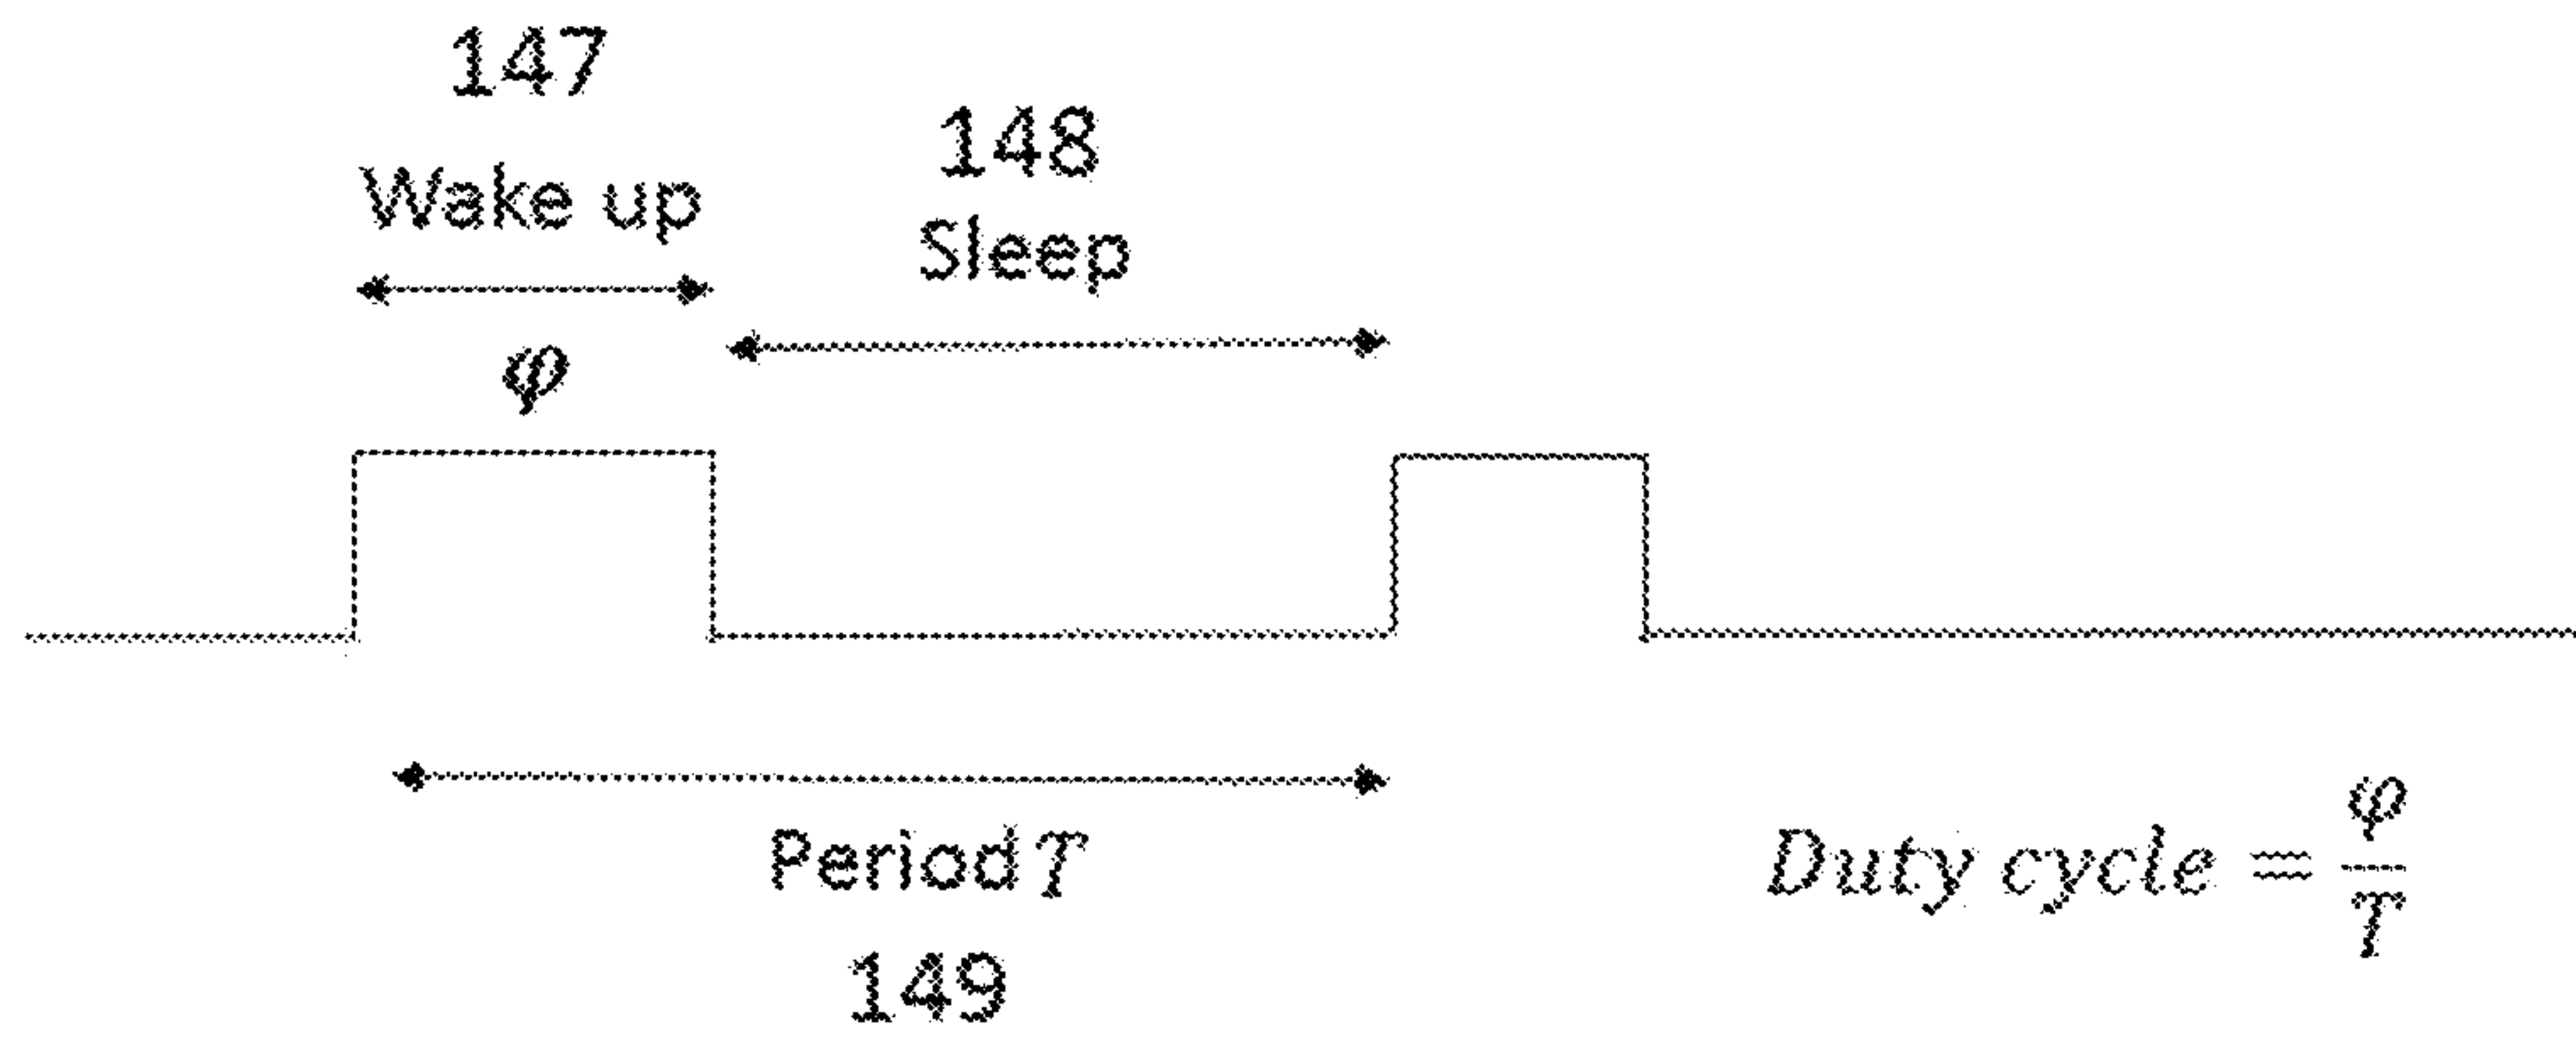 147
Wake up
φ
148
Sleep
Period T
149
Duty cycle = φ/T